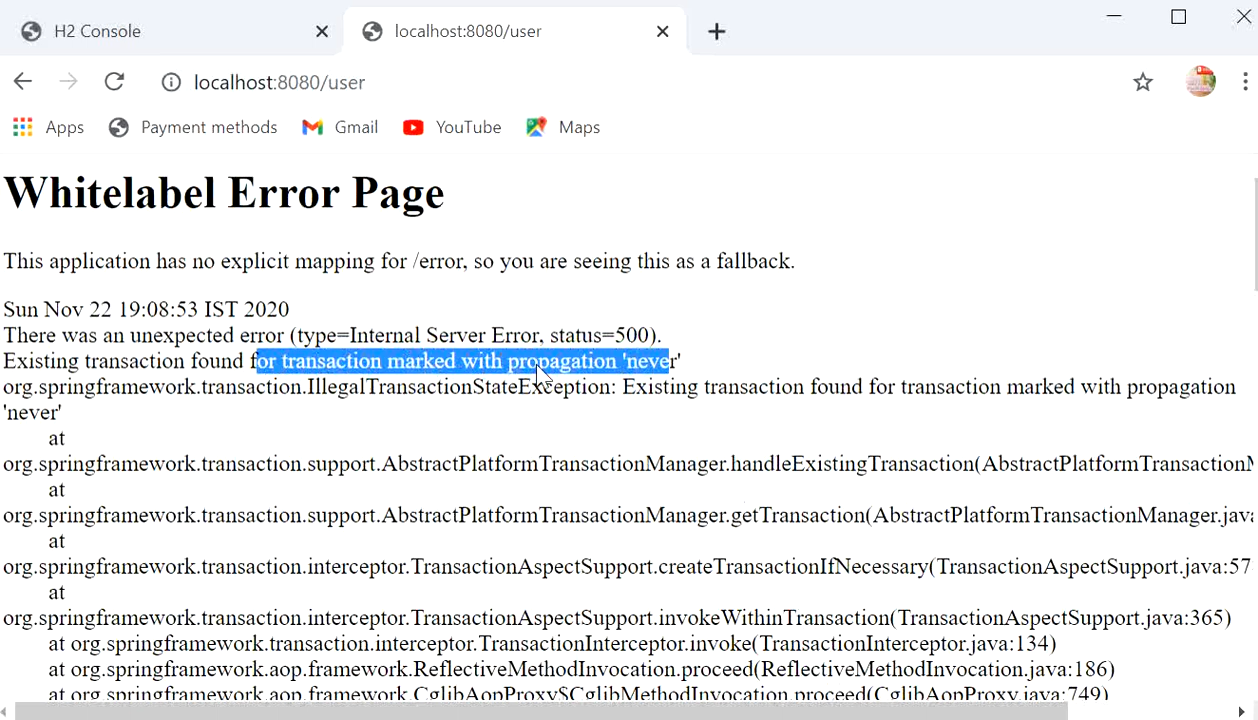 H2 Console
localhost:8080/user
localhost:8080/user
Apps Payment methods Gmail YouTube Maps
Whitelabel Error Page
This application has no explicit mapping for /error, so you are seeing this as a fallback.
Sun Nov 22 19:08:53 IST 2020
There was an unexpected error (type=Internal Server Error, status=500).
Existing transaction found for transaction marked with propagation 'never'
org.springframework.transaction.IllegalTransactionStateException: Existing transaction found for transaction marked with propagation
'never'
at
org.springframework.transaction.support.AbstractPlatformTransactionManager.handleExistingTransaction(AbstractPlatformTransactionM
at
org.springframework.transaction.support.AbstractPlatformTransactionManager.getTransaction(AbstractPlatformTransactionManager.java
at
org.springframework.transaction.interceptor.TransactionAspectSupport.createTransactionIfNecessary(TransactionAspectSupport.java:57
at
org.springframework.transaction.interceptor.TransactionAspectSupport.invokeWithinTransaction(TransactionAspectSupport.java:365)
at org.springframework.transaction.interceptor.TransactionInterceptor.invoke(TransactionInterceptor.java:134)
at org.springframework.aop.framework.ReflectiveMethodInvocation.proceed(ReflectiveMethodInvocation.java:186)
at org.springframework.aop.framework.CglibAopProxy$CglibMethodInvocation.proceed(CglibAopProxy.java:749)